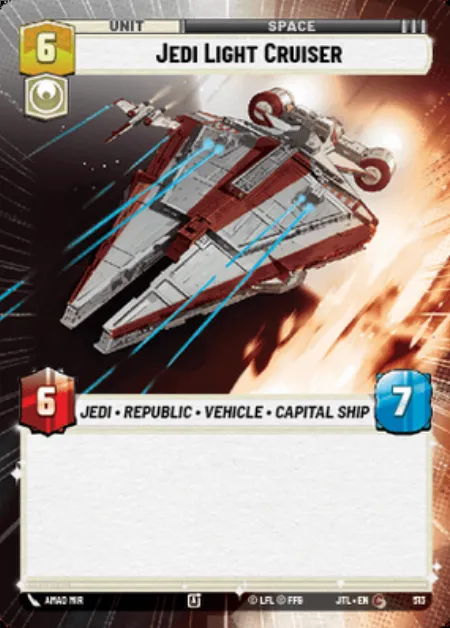 UNIT SPACE
6 JEDI LIGHT CRUISER
6 JEDI • REPUBLIC • VEHICLE • CAPITAL SHIP 7
AMAD MIR © LFL © FFG JTL • EN 513